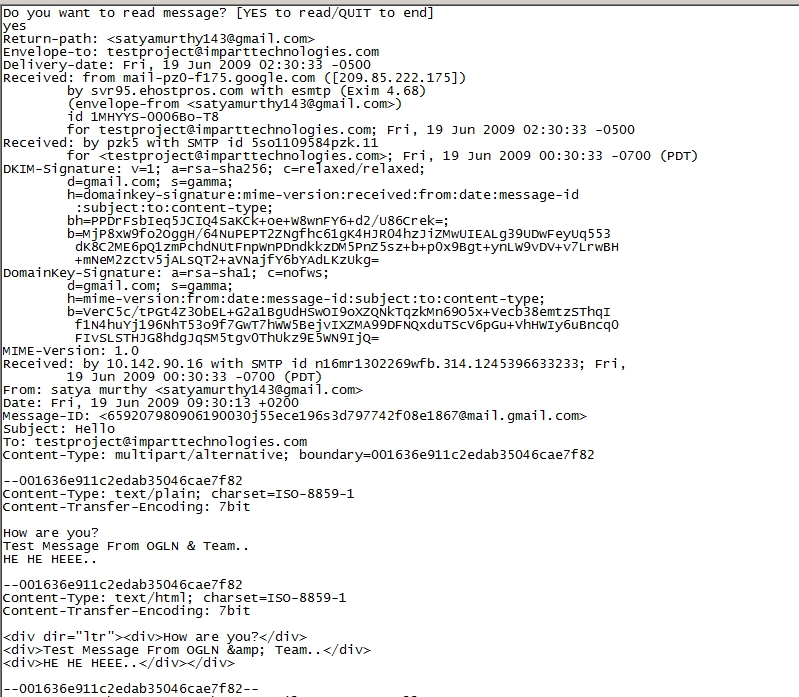 Do you want to read message? [YES to read/QUIT to end]
yes
Return-path: <satyamurthy143@gmail.com>
Envelope-to: testproject@imparttechnologies.com
Delivery-date: Fri, 19 Jun 2009 02:30:33 -0500
Received: from mail-pz0-f175.google.com ([209.85.222.175])
by svr95.ehostpros.com with esmtp (Exim 4.68)
(envelope-from <satyamurthy143@gmail.com>)
id 1MHYYS-0006Bo-T8
for testproject@imparttechnologies.com; Fri, 19 Jun 2009 02:30:33 -0500
Received: by pzk5 with SMTP id 5so1109584pzk.11
for <testproject@imparttechnologies.com>; Fri, 19 Jun 2009 00:30:33 -0700 (PDT)
DKIM-Signature: v=1; a=rsa-sha256; c=relaxed/relaxed;
d=gmail.com; s=gamma;
h=domainkey-signature:mime-version:received:from:date:message-id
:subject:to:content-type;
bh=PPDrFsbIeq5JCIQ4SaKCk+oe+W8wnFY6+d2/U86Crek=;
b=MjP8xW9fo2OggH/64NuPEPT2ZNgfhc61gK4HJRO4hzJiZMwUIEALg39UDwFeyUq553
dK8C2ME6pQ1zmPchdNUtFnpWnPDndkkzDM5PnZ5sz+b+p0x9Bgt+ynLW9vDV+v7LrwBH
+mNeM2zctv5jALsQT2+aVNajfY6bYAdLKzUkg=
DomainKey-Signature: a=rsa-sha1; c=nofws;
d=gmail.com; s=gamma;
h=mime-version:from:date:message-id:subject:to:content-type;
b=VerC5c/tPGt4Z3ObEL+G2a1BgUdHSwOI9oXZQNkTqzkMn69O5x+Vecb38emtzSThqI
f1N4huYj196NhT53o9f7GwT7hWW5BejvIXZMA99DFNQxduTScV6pGu+VhHWIy6uBncqO
FIvSLSTHJG8hdgJqSM5tgv0ThUkz9E5WN9IjQ=
MIME-Version: 1.0
Received: by 10.142.90.16 with SMTP id n16mr1302269wfb.314.1245396633233; Fri,
19 Jun 2009 00:30:33 -0700 (PDT)
From: satya murthy <satyamurthy143@gmail.com>
Date: Fri, 19 Jun 2009 09:30:13 +0200
Message-ID: <659207980906190030j55ece196s3d797742f08e1867@mail.gmail.com>
Subject: Hello
To: testproject@imparttechnologies.com
Content-Type: multipart/alternative; boundary=001636e911c2edab35046cae7f82
--001636e911c2edab35046cae7f82
Content-Type: text/plain; charset=ISO-8859-1
Content-Transfer-Encoding: 7bit
How are you?
Test Message From OGLN & Team..
HE HE HEEE..
--001636e911c2edab35046cae7f82
Content-Type: text/html; charset=ISO-8859-1
Content-Transfer-Encoding: 7bit
<div dir="ltr"><div>How are you?</div>
<div>Test Message From OGLN &amp; Team..</div>
<div>HE HE HEEE..</div></div>
--001636e911c2edab35046cae7f82--